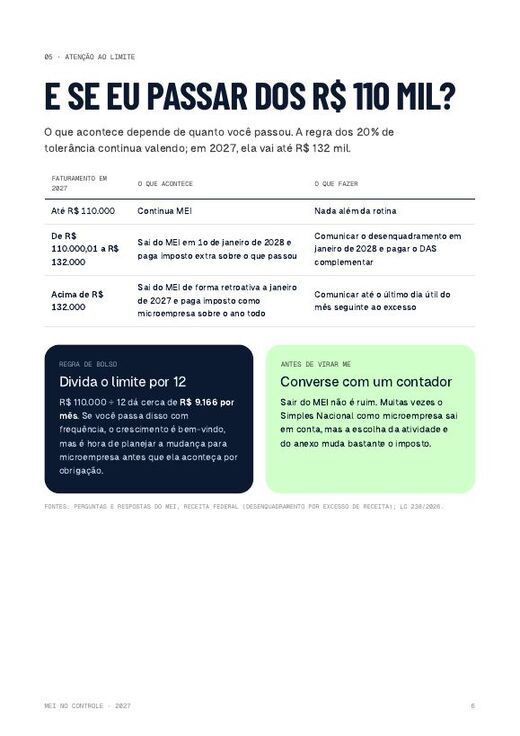 05 · ATENÇÃO AO LIMITE
E SE EU PASSAR DOS R$ 110 MIL?
O que acontece depende de quanto você passou. A regra dos 20% de
tolerância continua valendo; em 2027, ela vai até R$ 132 mil.
FATURAMENTO EM
2027
O QUE ACONTECE
O QUE FAZER
Até R$ 110.000
Continua MEI
Nada além da rotina
De R$
110.000,01 a R$
132.000
Sai do MEI em 1o de janeiro de 2028 e
paga imposto extra sobre o que passou
Comunicar o desenquadramento em
janeiro de 2028 e pagar o DAS
complementar
Acima de R$
132.000
Sai do MEI de forma retroativa a janeiro
de 2027 e paga imposto como
microempresa sobre o ano todo
Comunicar até o último dia útil do
mês seguinte ao excesso
REGRA DE BOLSO
Divida o limite por 12
R$ 110.000 ÷ 12 dá cerca de R$ 9.166 por
mês. Se você passa disso com
frequência, o crescimento é bem-vindo,
mas é hora de planejar a mudança para
microempresa antes que ela aconteça por
obrigação.
ANTES DE VIRAR ME
Converse com um contador
Sair do MEI não é ruim. Muitas vezes o
Simples Nacional como microempresa sai
em conta, mas a escolha da atividade e
do anexo muda bastante o imposto.
FONTES: PERGUNTAS E RESPOSTAS DO MEI, RECEITA FEDERAL (DESENQUADRAMENTO POR EXCESSO DE RECEITA); LC 238/2026.
MEI NO CONTROLE · 2027
6